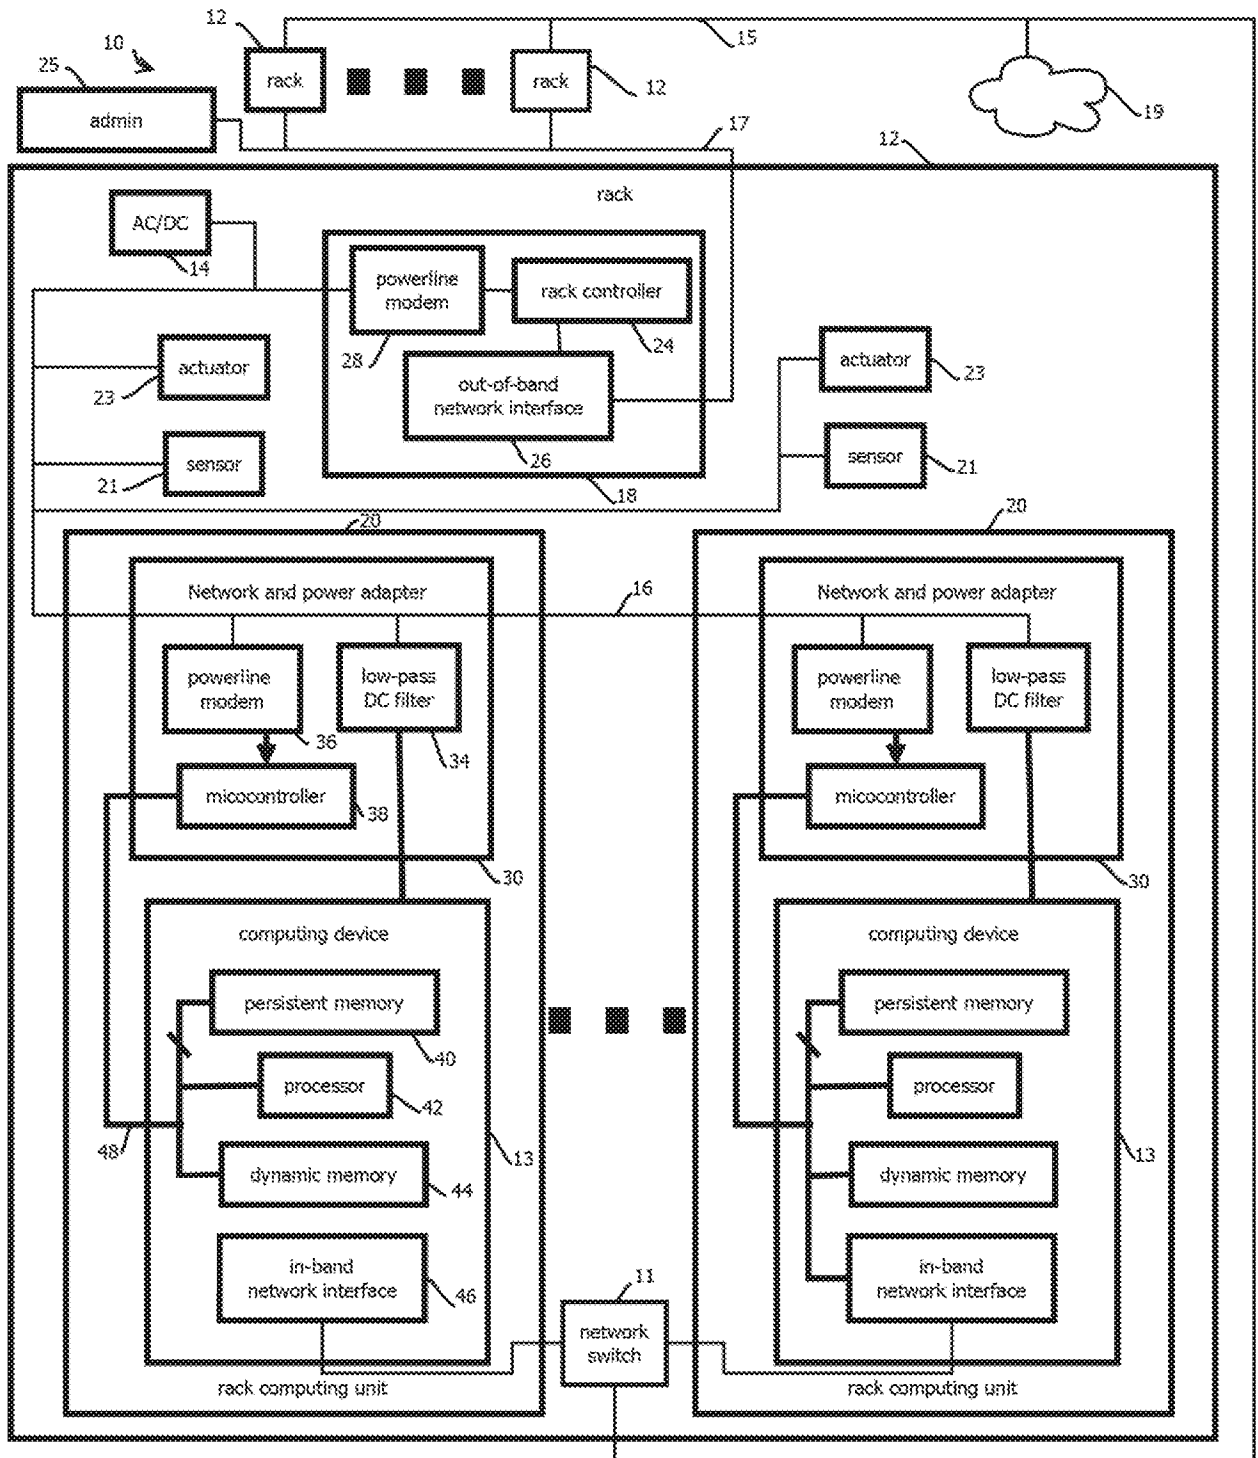 12
15
10
25
rack
rack
12
19
admin
17
12
rack
AC/DC
14
powerline
modem
rack controller
28
24
actuator
23
out-of-band
network interface
26
actuator
23
sensor
21
sensor
21
18
20
20
Network and power adapter
16
Network and power adapter
powerline
modem
low-pass
DC filter
powerline
modem
low-pass
DC filter
36
34
micocontroller
38
micocontroller
30
30
computing device
computing device
persistent memory
40
persistent memory
processor
42
processor
48
13
13
dynamic memory
44
dynamic memory
in-band
network interface
46
11
network
switch
in-band
network interface
rack computing unit
rack computing unit